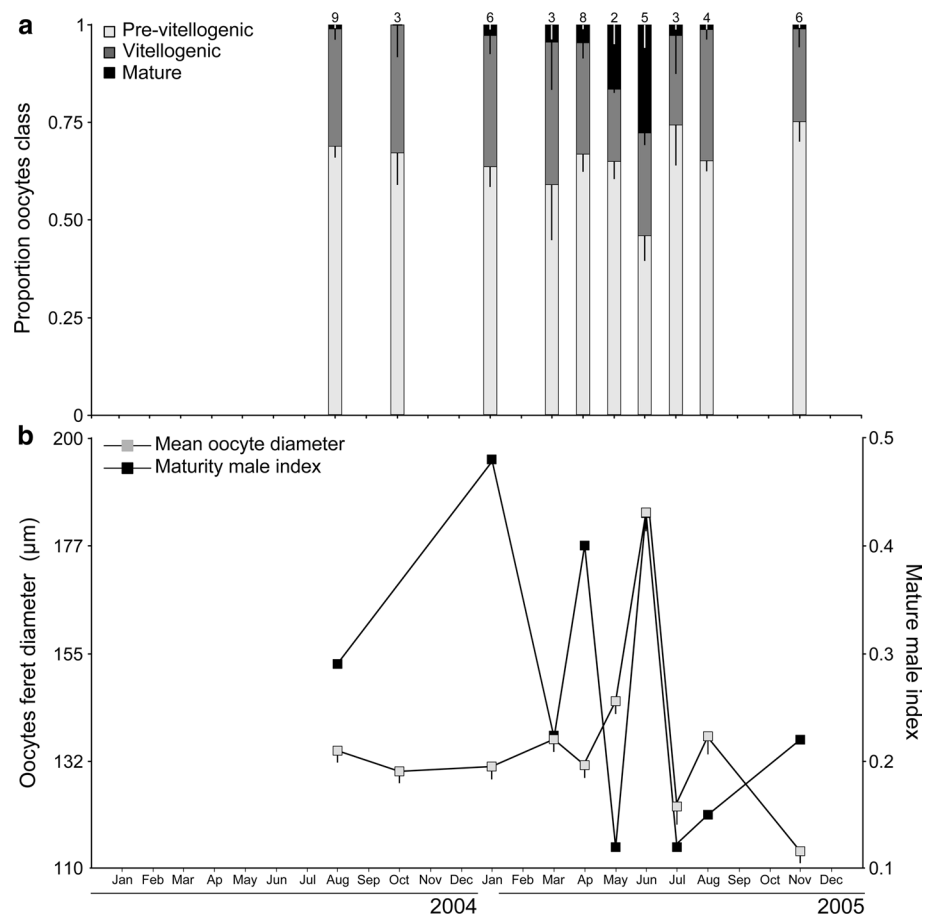 a
9 3 6 3 8 2 5 3 4 6
Pre-vitellogenic
Vitellogenic
Mature
Proportion oocytes class
1
0.75
0.50
0.25
0
b
Mean oocyte diameter
Maturity male index
Oocytes feret diameter (µm)
200
177
155
132
110
0.5
0.4
0.3
0.2
0.1
Mature male index
Jan Feb Mar Ap May Jun Jul Aug Sep Oct Nov Dec Jan Feb Mar Apr May Jun Jul Aug Sep Oct Nov Dec
2004 2005